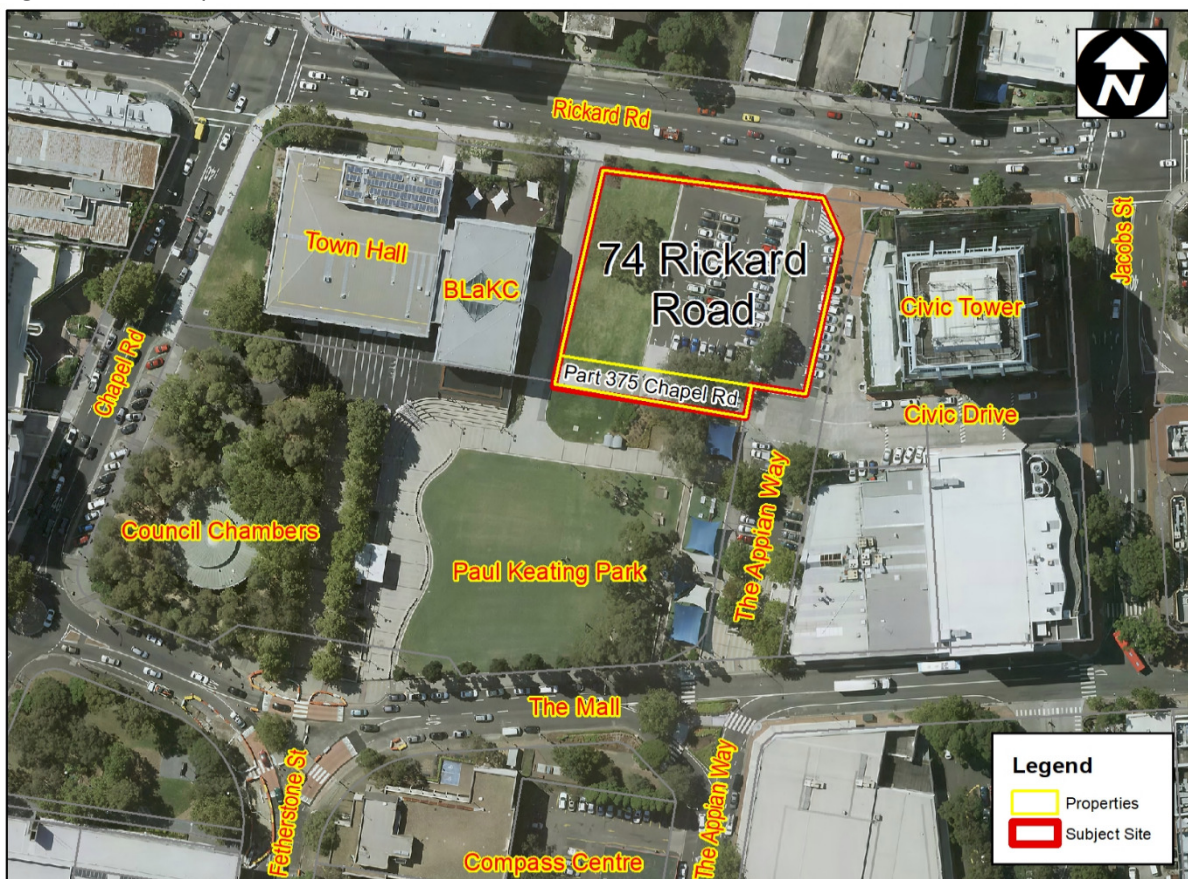 N
Rickard Rd
Town Hall
BLaKC
74 Rickard
Road
Civic Tower
Jacobs St
Chapel Rd
Part 375 Chapel Rd.
Civic Drive
Council Chambers
Paul Keating Park
The Appian Way
The Mall
Fetherstone St
The Appian Way
Compass Centre
Legend
Properties
Subject Site